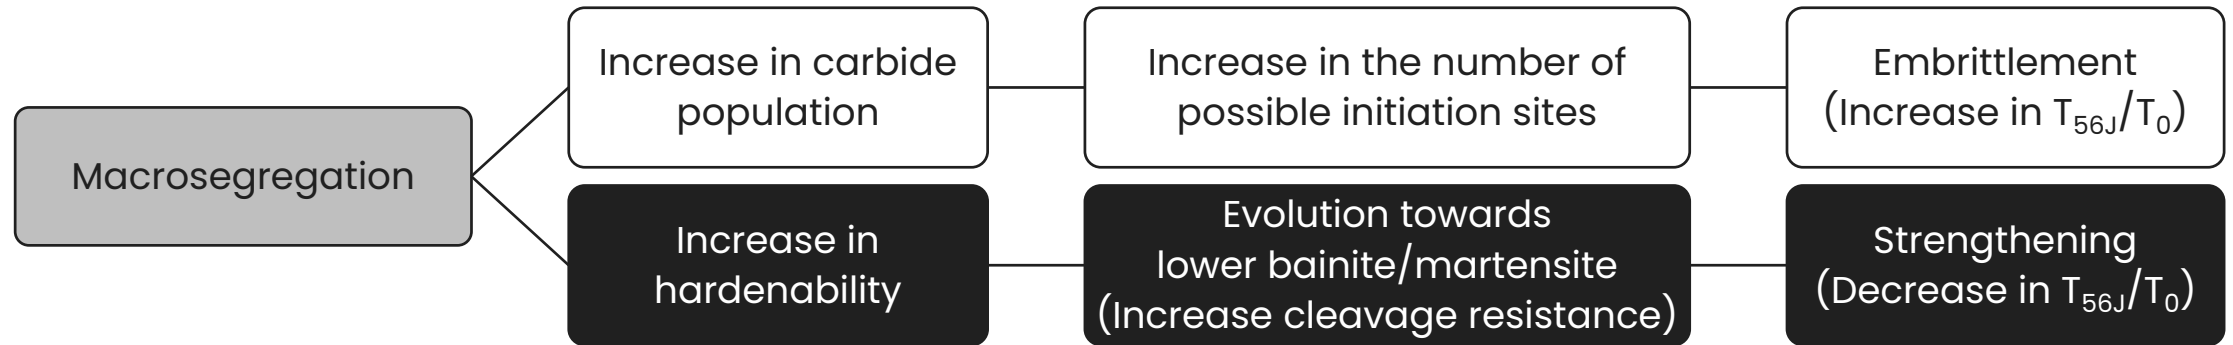 Macrosegregation
Increase in carbide
population
Increase in the number of
possible initiation sites
Embrittlement
(Increase in T₅₆J/T₀)
Increase in
hardenability
Evolution towards
lower bainite/martensite
(Increase cleavage resistance)
Strengthening
(Decrease in T₅₆J/T₀)